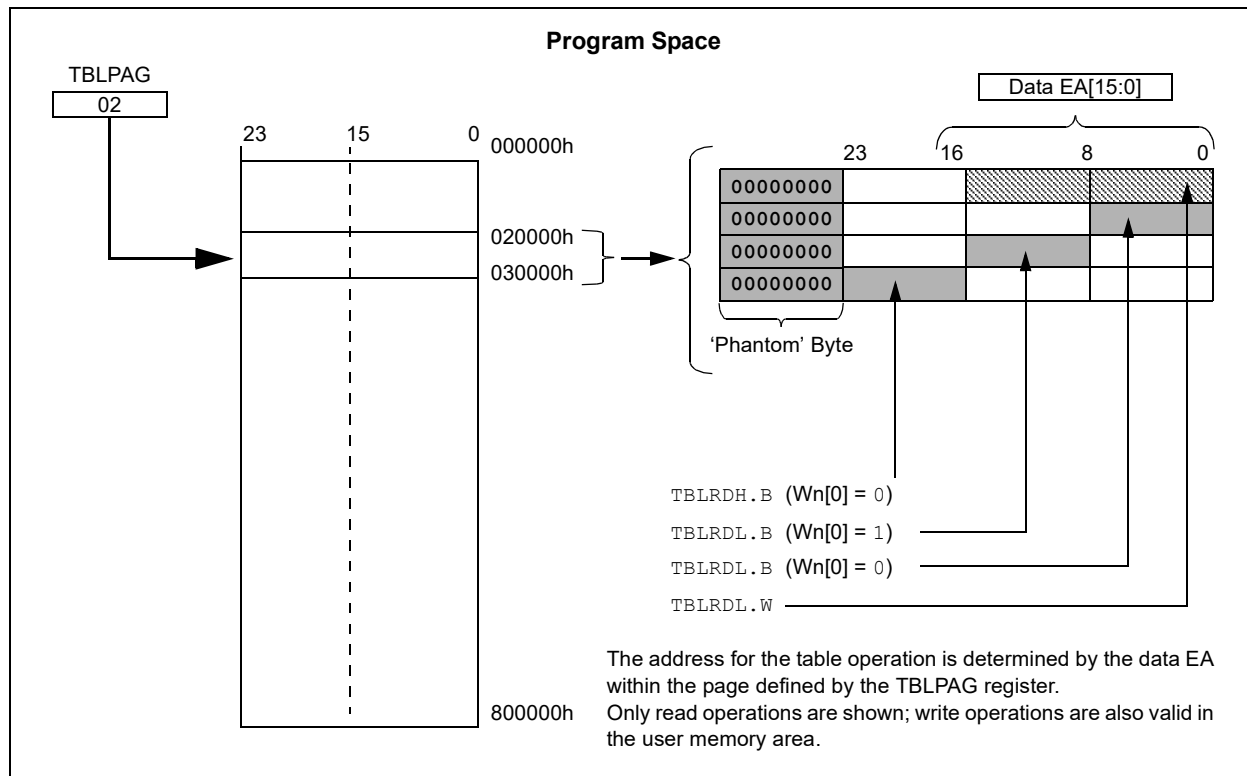 Program Space
TBLPAG
02
Data EA[15:0]
23 15 0
000000h
020000h
030000h
800000h
23 16 8 0
00000000
00000000
00000000
00000000
‘Phantom’ Byte
TBLRDH.B (Wn[0] = 0)
TBLRDL.B (Wn[0] = 1)
TBLRDL.B (Wn[0] = 0)
TBLRDL.W
The address for the table operation is determined by the data EA
within the page defined by the TBLPAG register.
Only read operations are shown; write operations are also valid in
the user memory area.